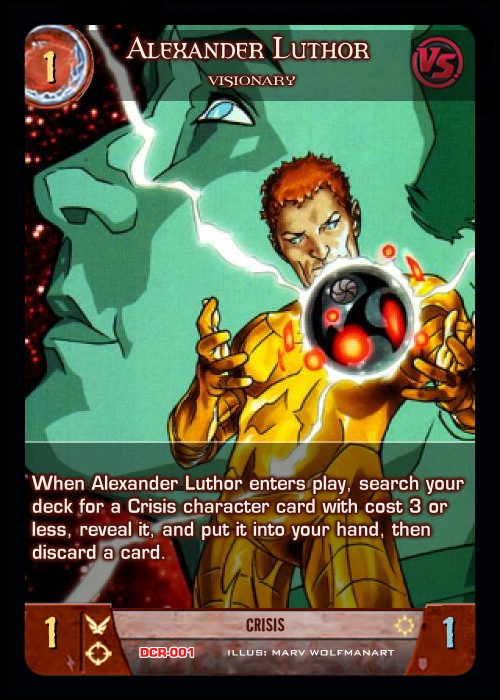 1
Alexander Luthor
VS
VISIONARY
When Alexander Luthor enters play, search your
deck for a Crisis character card with cost 3 or
less, reveal it, and put it into your hand, then
discard a card.
1
CRISIS
1
DCR-001
ILLUS: MARV WOLFMANART